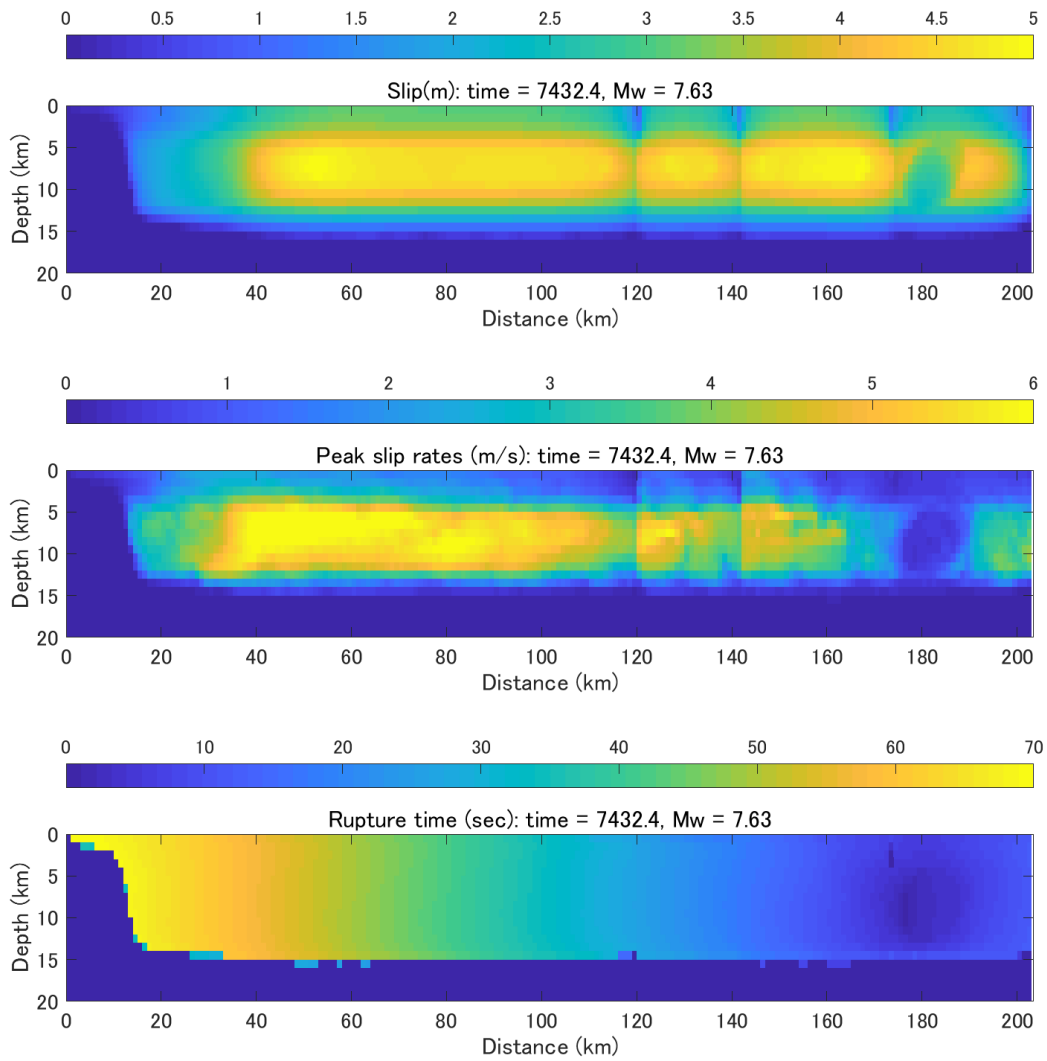 0 0.5 1 1.5 2 2.5 3 3.5 4 4.5 5
Slip(m): time = 7432.4, Mw = 7.63
0
5
10
15
20
Depth (km)
0 20 40 60 80 100 120 140 160 180 200
Distance (km)
0 1 2 3 4 5 6
Peak slip rates (m/s): time = 7432.4, Mw = 7.63
0
5
10
15
20
Depth (km)
0 20 40 60 80 100 120 140 160 180 200
Distance (km)
0 10 20 30 40 50 60 70
Rupture time (sec): time = 7432.4, Mw = 7.63
0
5
10
15
20
Depth (km)
0 20 40 60 80 100 120 140 160 180 200
Distance (km)